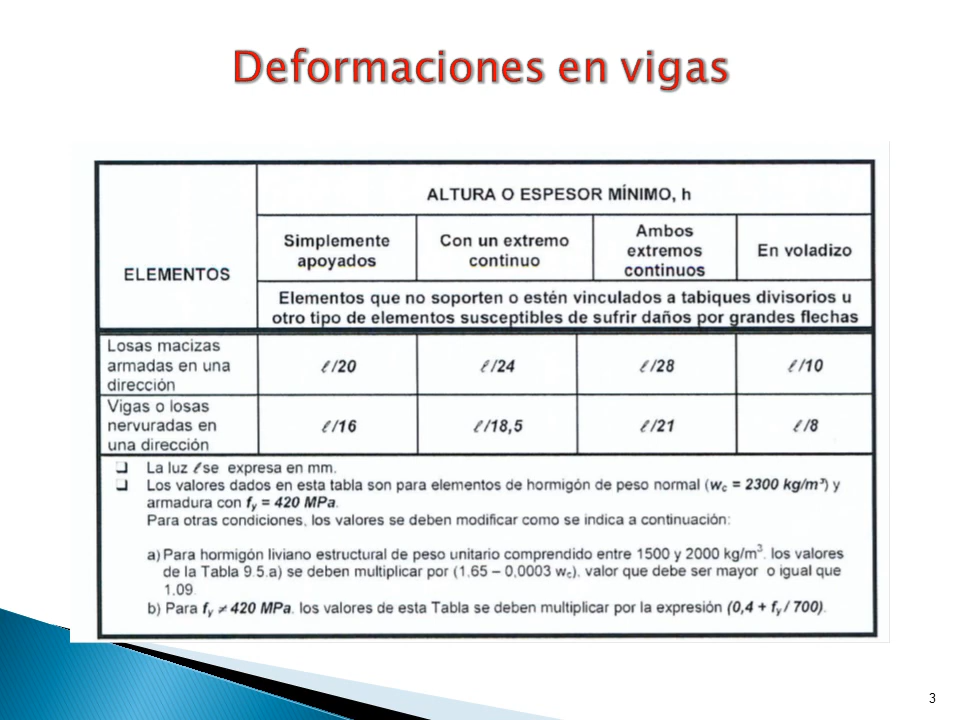 Deformaciones en vigas
ELEMENTOS
ALTURA O ESPESOR MÍNIMO, h
Simplemente
apoyados
Con un extremo
continuo
Ambos
extremos
continuos
En voladizo
Elementos que no soporten o estén vinculados a tabiques divisorios u
otro tipo de elementos susceptibles de sufrir daños por grandes flechas
Losas macizas
armadas en una
dirección
ℓ/20
ℓ/24
ℓ/28
ℓ/10
Vigas o losas
nervuradas en
una dirección
ℓ/16
ℓ/18,5
ℓ/21
ℓ/8
❑ La luz ℓ se expresa en mm.
❑ Los valores dados en esta tabla son para elementos de hormigón de peso normal (wc = 2300 kg/m³) y
armadura con fy = 420 MPa.
Para otras condiciones, los valores se deben modificar como se indica a continuación:
a) Para hormigón liviano estructural de peso unitario comprendido entre 1500 y 2000 kg/m³, los valores
de la Tabla 9.5.a) se deben multiplicar por (1,65 – 0,0003 wc), valor que debe ser mayor o igual que
1,09.
b) Para fy ≠ 420 MPa, los valores de esta Tabla se deben multiplicar por la expresión (0,4 + fy / 700).
3